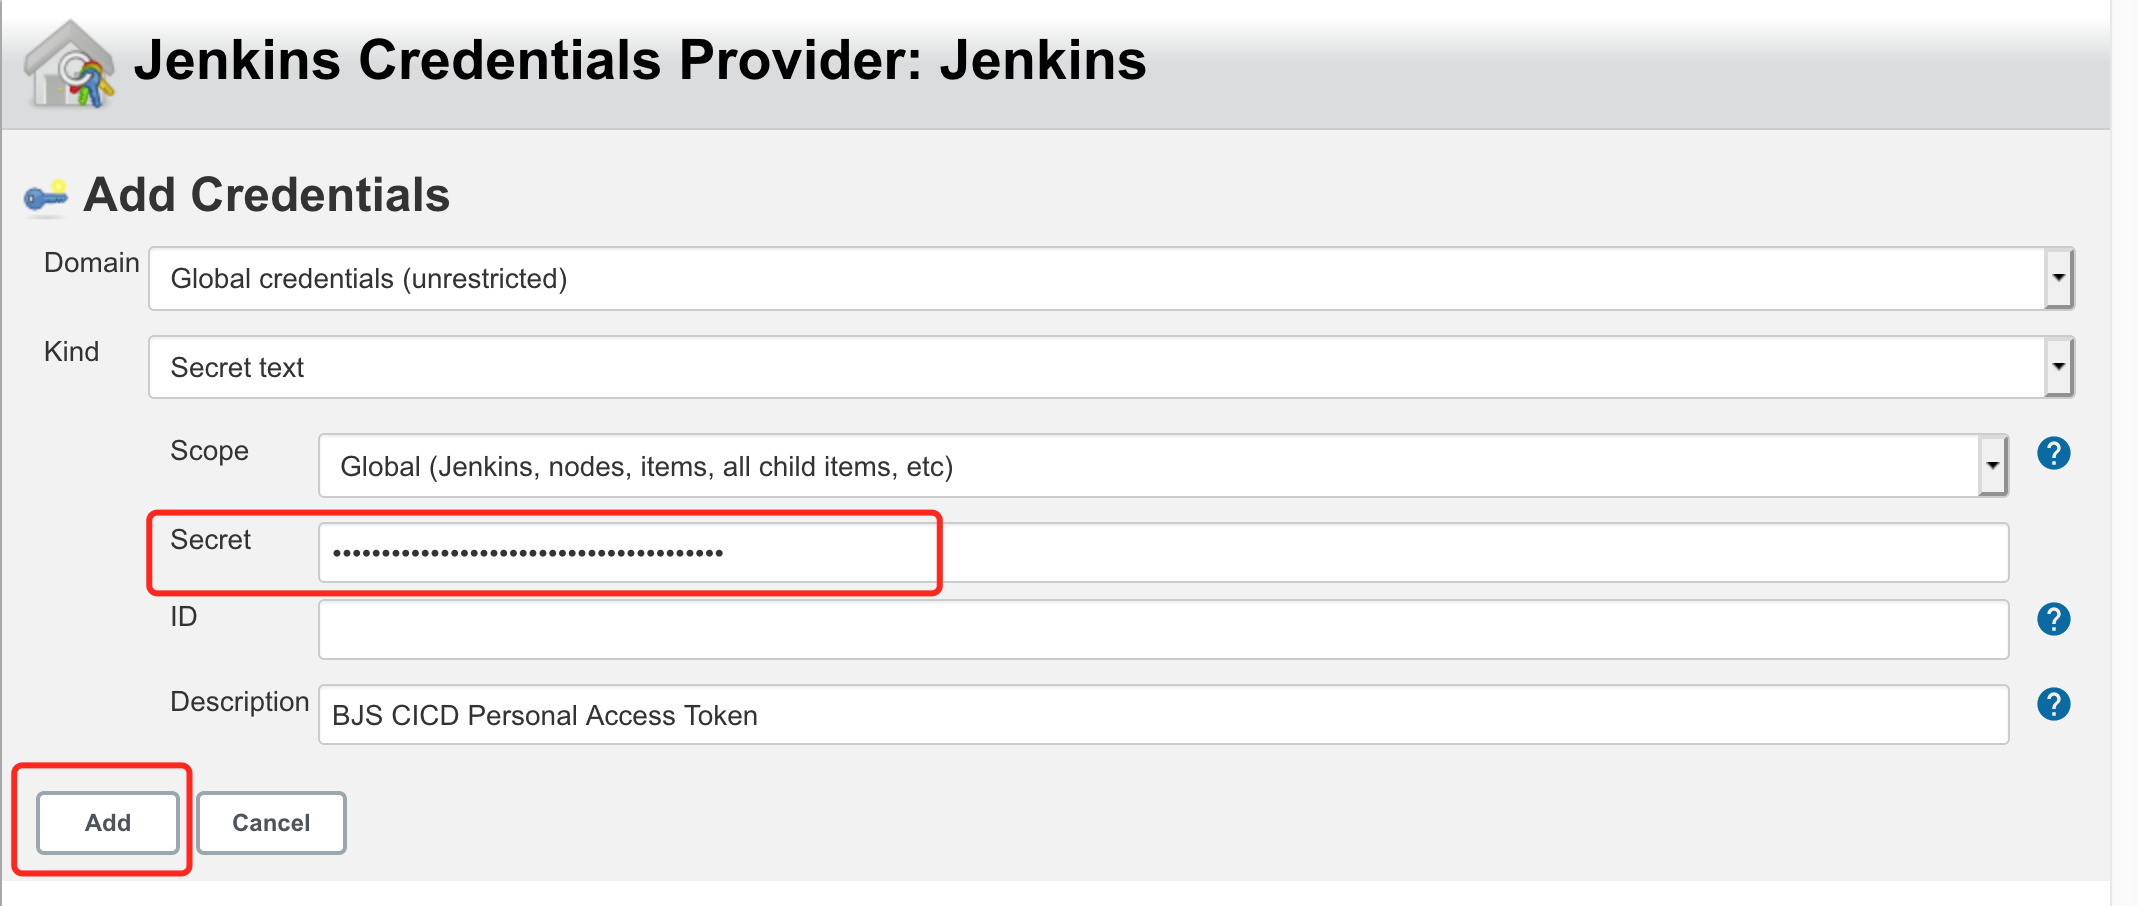 Jenkins Credentials Provider: Jenkins
Add Credentials
Domain
Global credentials (unrestricted)
Kind
Secret text
Scope
Global (Jenkins, nodes, items, all child items, etc)
?
Secret
••••••••••••••••••••••••••••••••••••••••
ID
?
Description
BJS CICD Personal Access Token
?
Add
Cancel